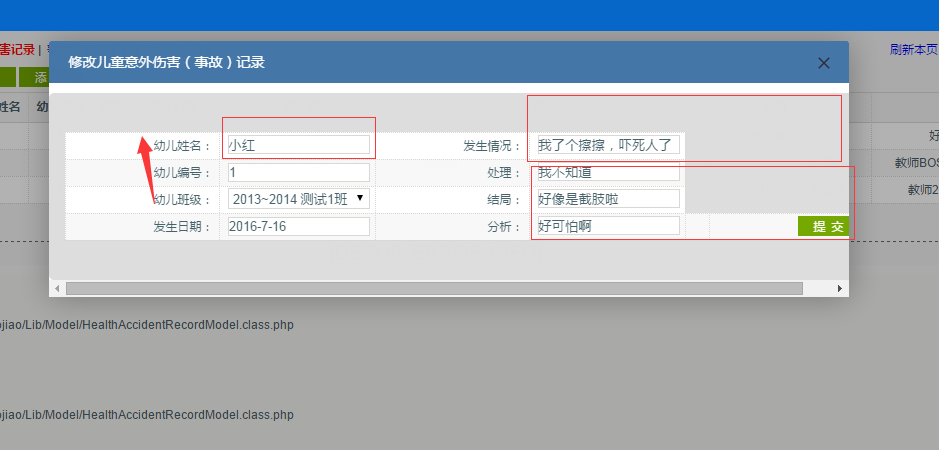 害记录 |
刷新本页
修改儿童意外伤害（事故）记录
添
姓名 幼
幼儿姓名： 小红 发生情况： 我了个擦擦，吓死人了
幼儿编号： 1 处理： 我不知道
教师BOS
幼儿班级： 2013~2014 测试1班 结局： 好像是截胶啦
教师2
发生日期： 2016-7-16 分析： 好可怕啊 提 交
ojiao/Lib/Model/HealthAccidentRecordModel.class.php
ojiao/Lib/Model/HealthAccidentRecordModel.class.php